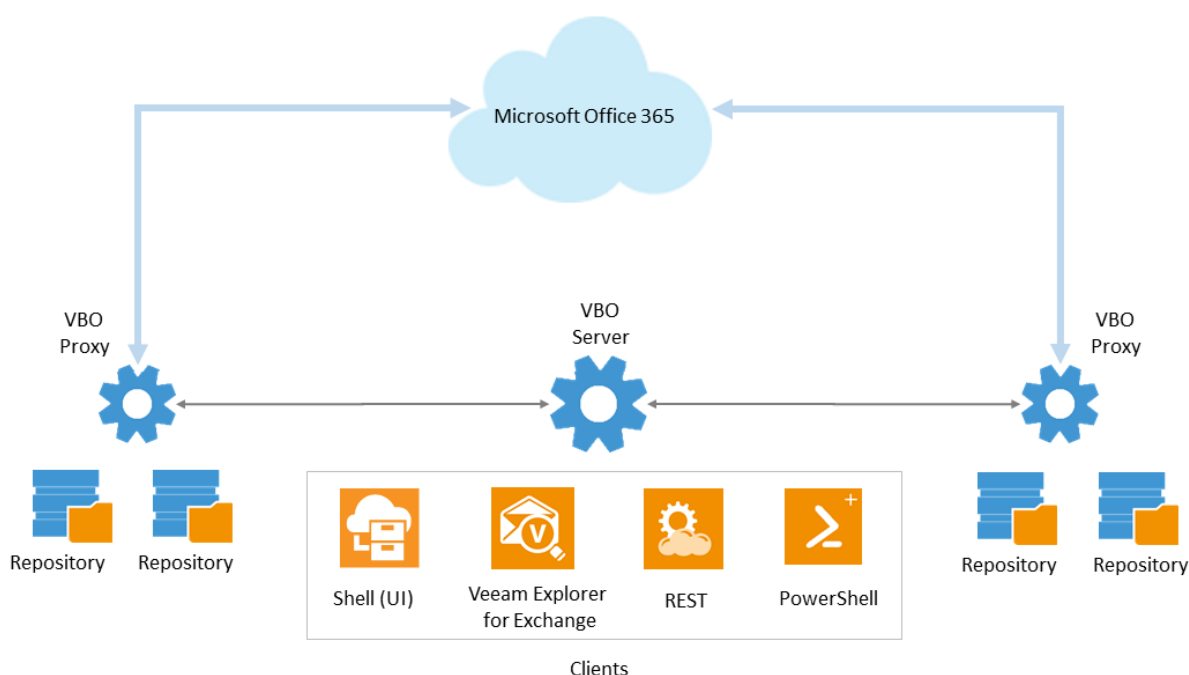 Microsoft Office 365
VBO
Proxy
VBO
Server
VBO
Proxy
Repository
Repository
Shell (UI)
V
Veeam Explorer
for Exchange
REST
PowerShell
Repository
Repository
Clients